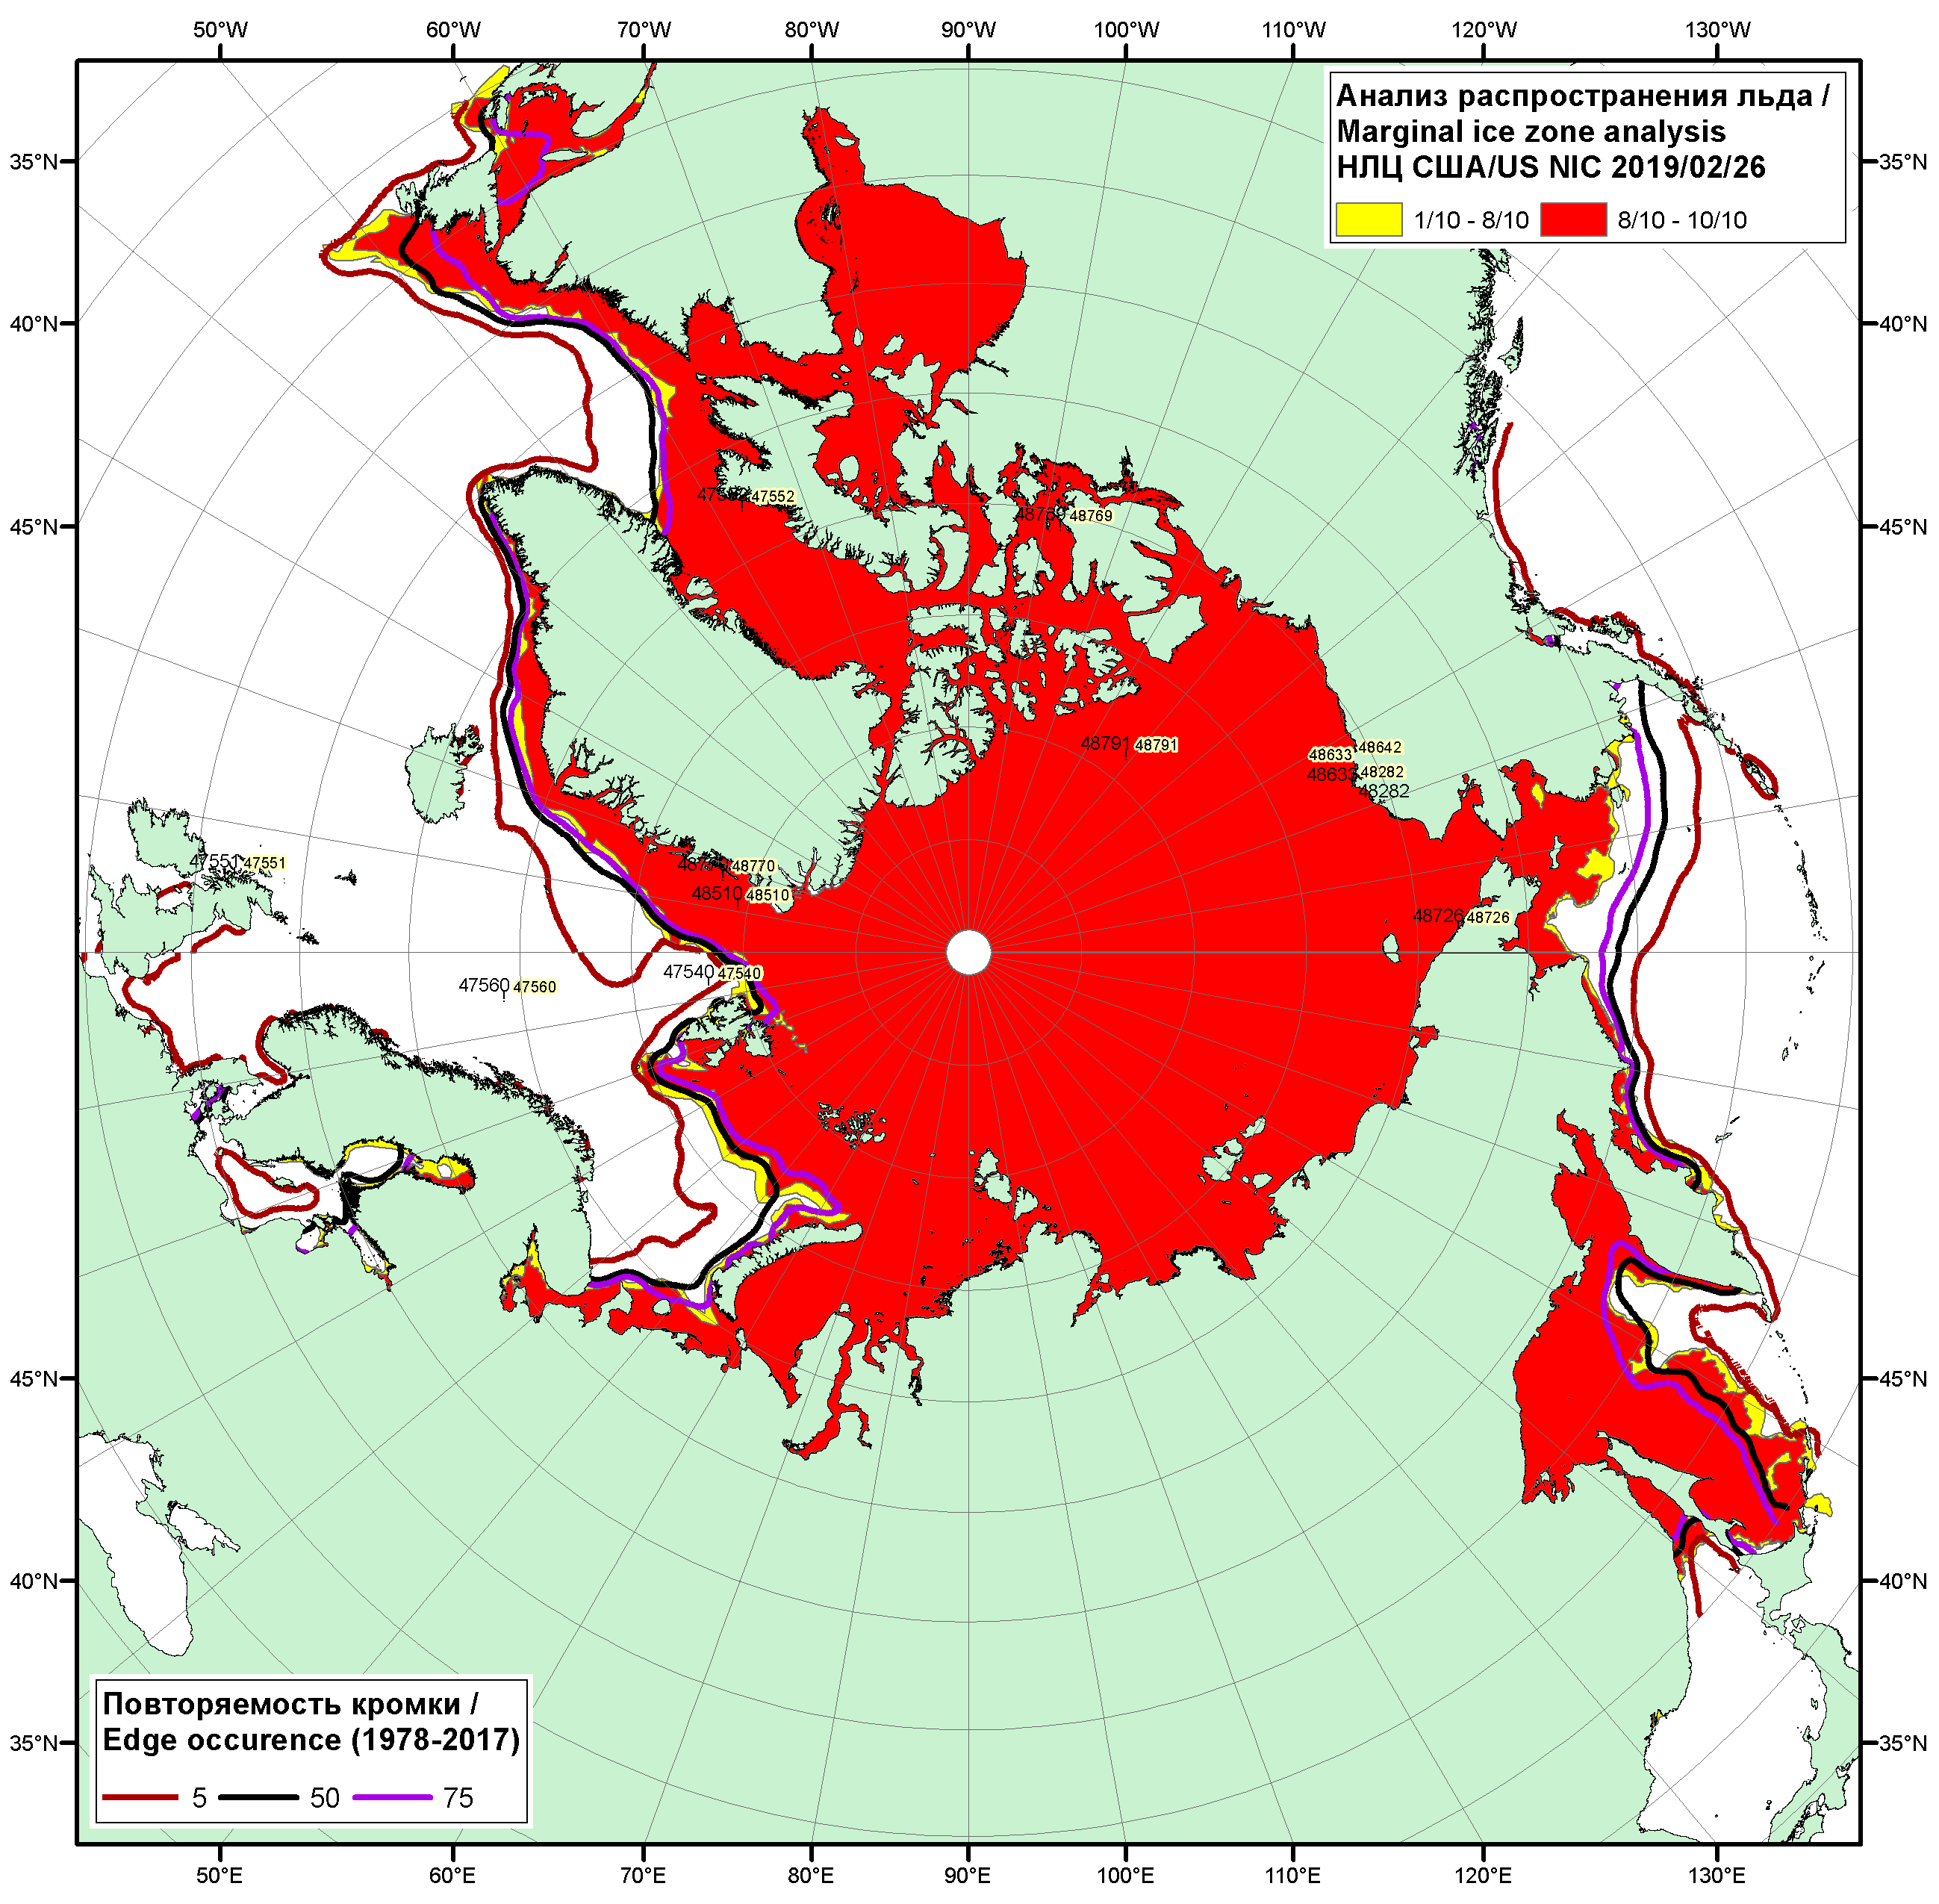 50°W 60°W 70°W 80°W 90°W 100°W 110°W 120°W 130°W
Анализ распространения льда /
Marginal ice zone analysis
НЛЦ США/US NIC 2019/02/26
1/10 - 8/10 8/10 - 10/10
35°N 35°N
40°N 40°N
45°N 45°N
47552
48769 48769
48791 48791
48633 48642
48633 48282
48282
47551 47551
48770
48510 48510
48726 48726
47540 47540
47560 47560
45°N 45°N
40°N 40°N
35°N 35°N
Повторяемость кромки /
Edge occurence (1978-2017)
5 50 75
50°E 60°E 70°E 80°E 90°E 100°E 110°E 120°E 130°E